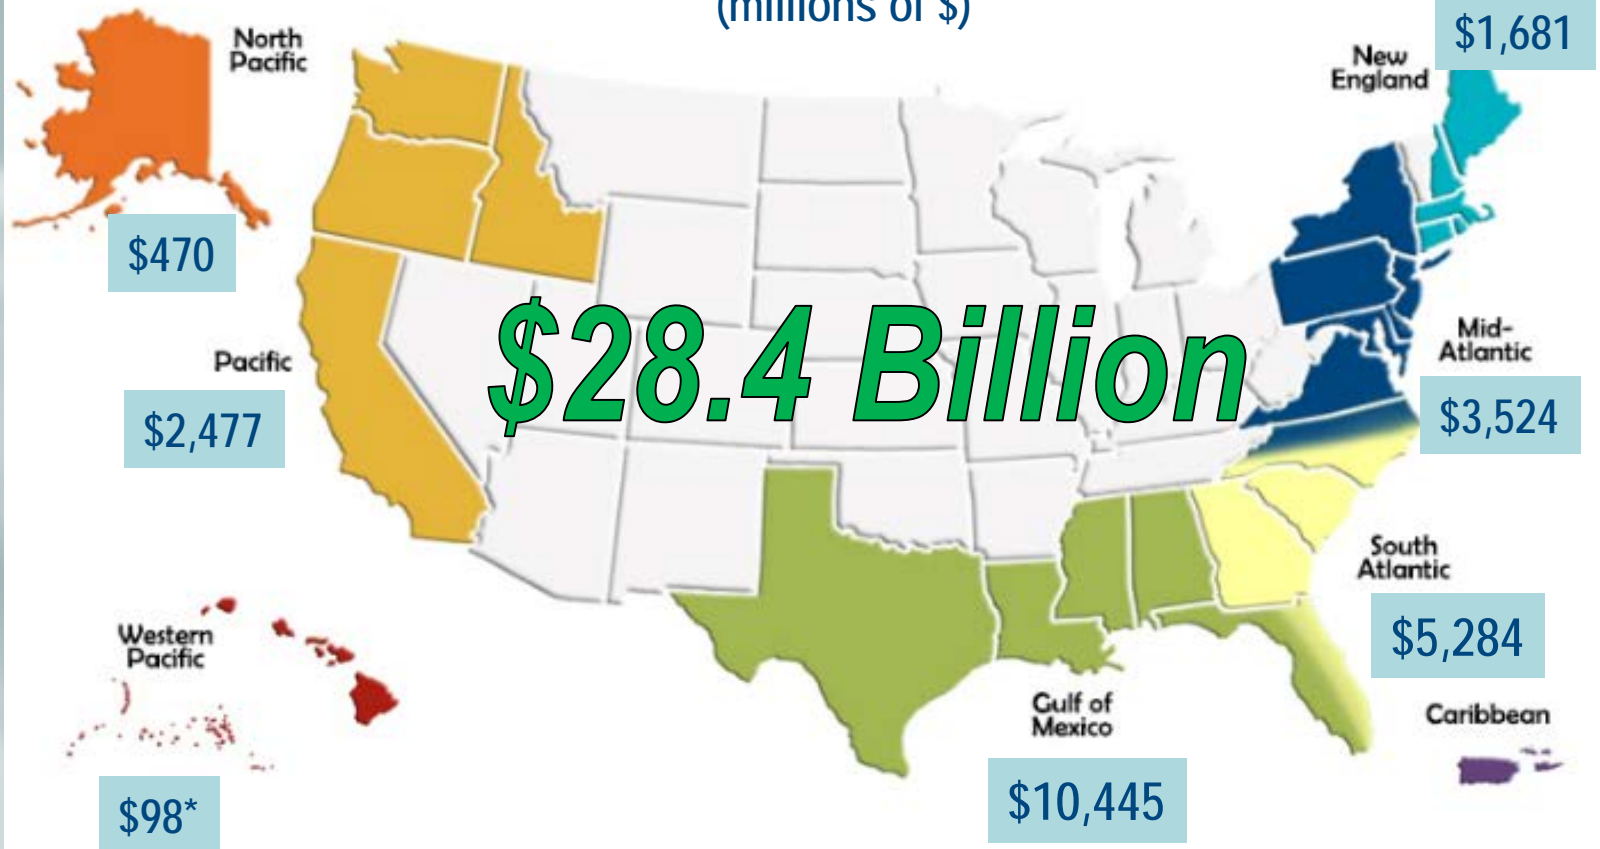 (millions of $)
$1,681
North
Pacific
New
England
$470
$28.4 Billion
Mid-
Atlantic
Pacific
$2,477
$3,524
South
Atlantic
$5,284
Western
Pacific
Gulf of
Mexico
Caribbean
$10,445
$98*